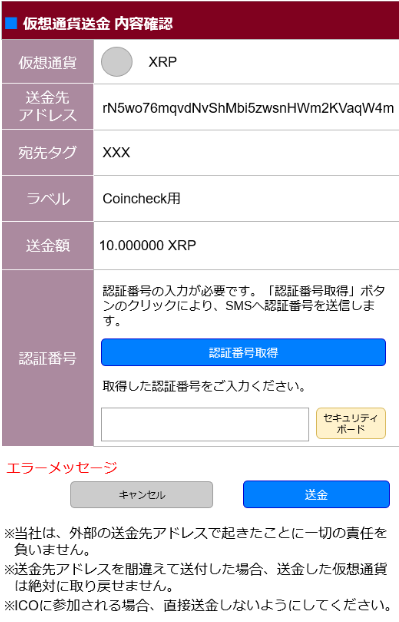 仮想通貨送金 内容確認
仮想通貨
XRP
送金先
アドレス
rN5wo76mqvdNvShMbi5zwsnHWm2KVaqW4m
宛先タグ
XXX
ラベル
Coincheck用
送金額
10.000000 XRP
認証番号
認証番号の入力が必要です。「認証番号取得」ボタ
ンのクリックにより、SMSへ認証番号を送信しま
す。
認証番号取得
取得した認証番号をご入力ください。
セキュリティ
ボード
エラーメッセージ
キャンセル
送金
※当社は、外部の送金先アドレスで起きたことに一切の責任を
負いません。
※送金先アドレスを間違えて送付した場合、送金した仮想通貨
は絶対に取り戻せません。
※ICOに参加される場合、直接送金しないようにしてください。